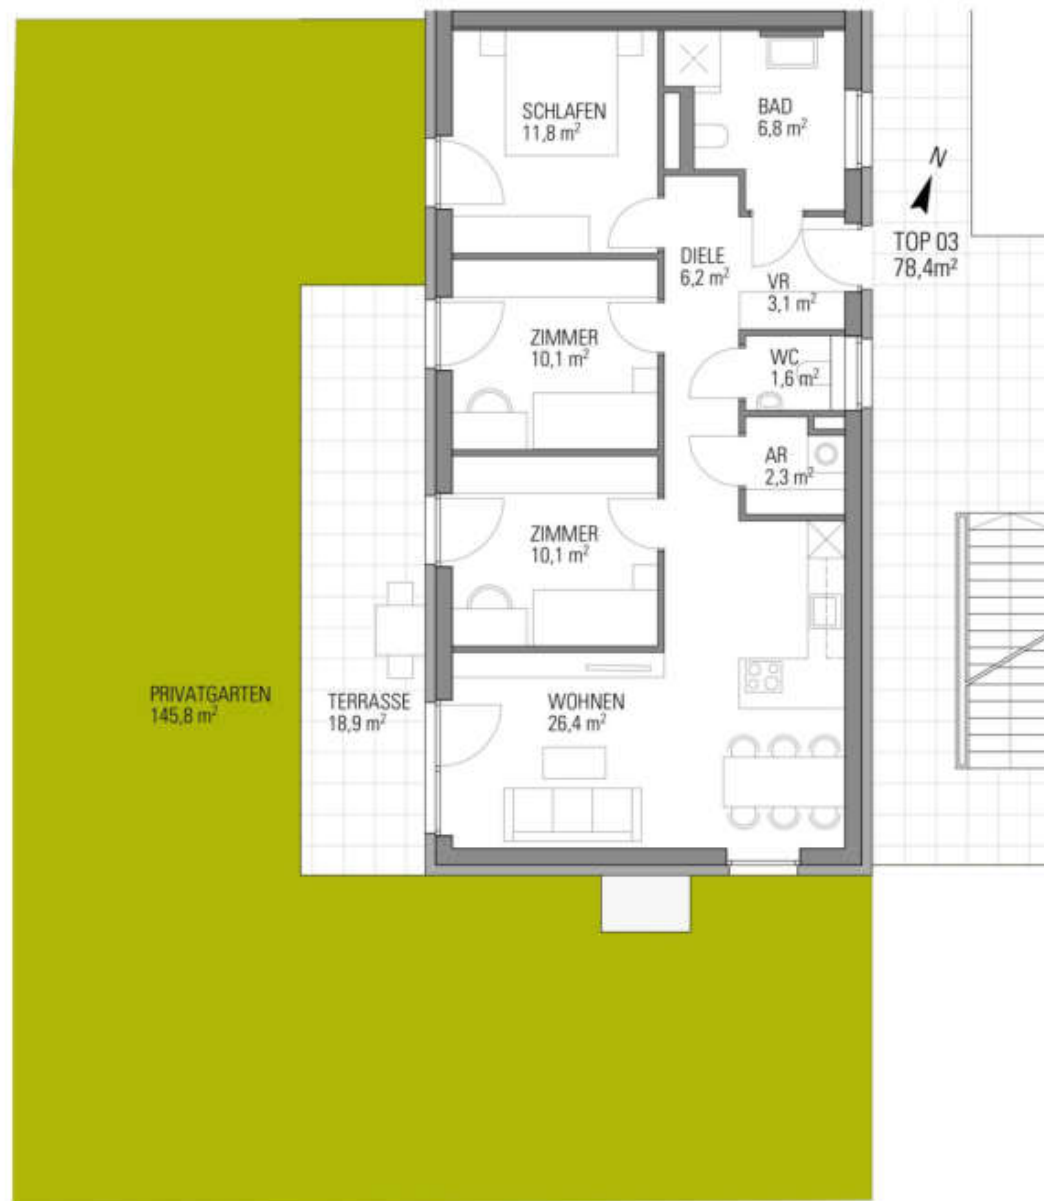 SCHLAFEN
11,8 m²
BAD
6,8 m²
N
TOP 03
78,4m²
DIELE
6,2 m²
VR
3,1 m²
ZIMMER
10,1 m²
WC
1,6 m²
AR
2,3 m²
ZIMMER
10,1 m²
PRIVATGARTEN
145,8 m²
TERRASSE
18,9 m²
WOHNEN
26,4 m²